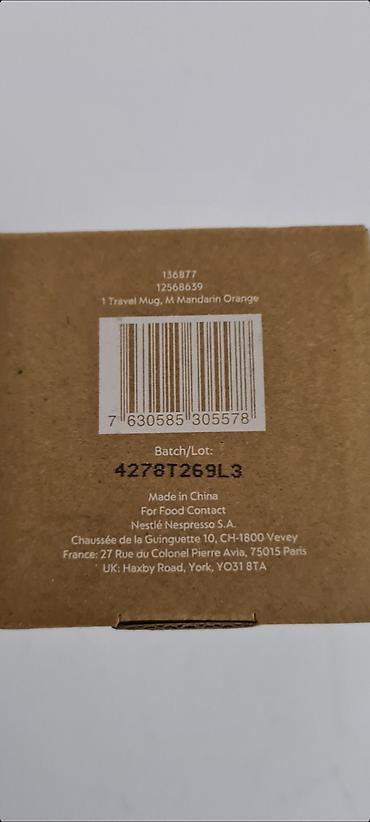 136877
12568639
1 Travel Mug, M Mandarin Orange
7 630585 305578
Batch/Lot:
4278T269L3
Made in China
For Food Contact
Nestlé Nespresso S.A.
Chaussée de la Guinguette 10, CH-1800 Vevey
France: 27 Rue du Colonel Pierre Avia, 75015 Paris
UK: Haxby Road, York, YO31 8TA